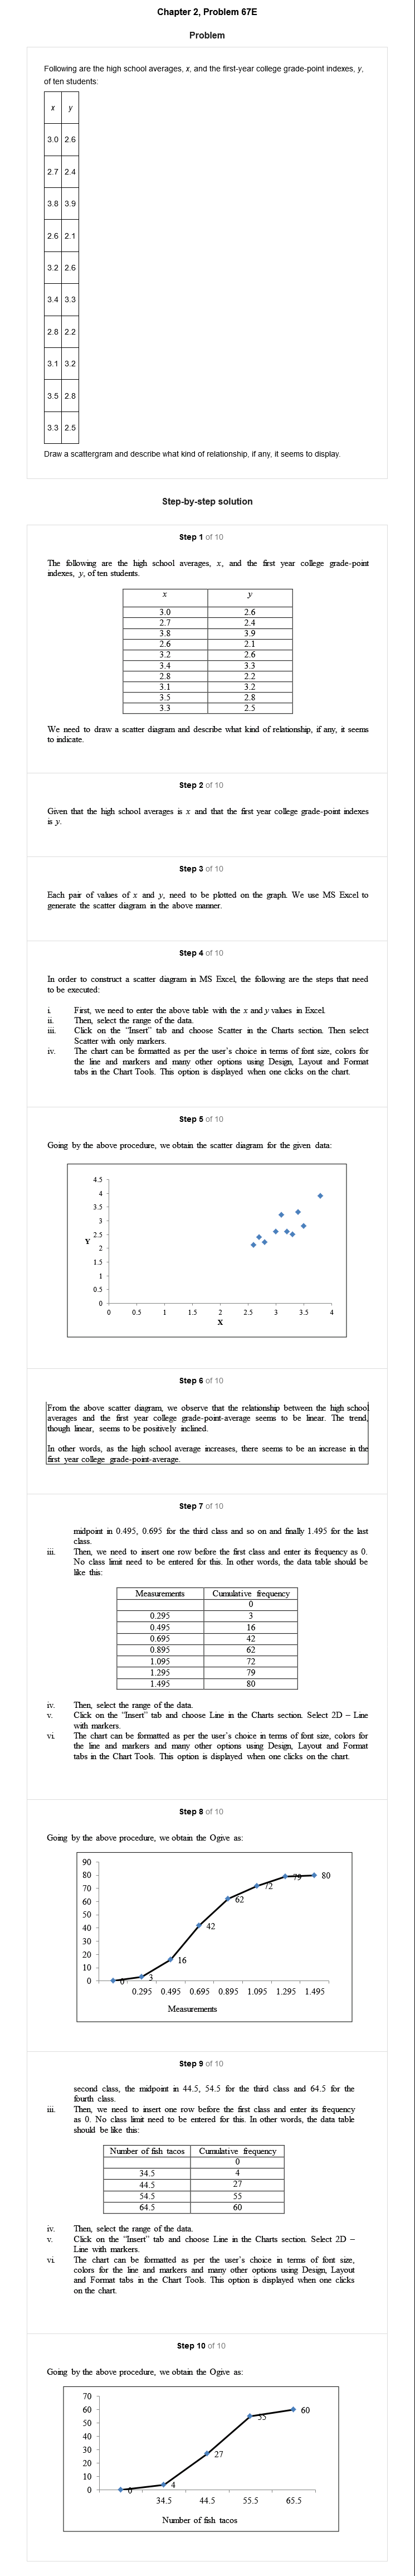 Chapter 2, Problem 67E
Problem
Following are the high school averages, x, and the first-year college grade-point indexes, y,
of ten students:
x y
3.0 2.6
2.7 2.4
3.8 3.9
2.6 2.1
3.2 2.6
3.4 3.3
2.8 2.2
3.1 3.2
3.5 2.8
3.3 2.5
Draw a scattergram and describe what kind of relationship, if any, it seems to display.
Step-by-step solution
Step 1 of 10
The following are the high school averages, x, and the first year college grade-point
indexes, y, of ten students.
x y
3.0 2.6
2.7 2.4
3.8 3.9
2.6 2.1
3.2 2.6
3.4 3.3
2.8 2.2
3.1 3.2
3.5 2.8
3.3 2.5
We need to draw a scatter diagram and describe what kind of relationship, if any, it seems
to indicate.
Step 2 of 10
Given that the high school averages is x and that the first year college grade-point indexes
is y.
Step 3 of 10
Each pair of values of x and y, need to be plotted on the graph. We use MS Excel to
generate the scatter diagram in the above manner.
Step 4 of 10
In order to construct a scatter diagram in MS Excel, the following are the steps that need
to be executed:
i. First, we need to enter the above table with the x and y values in Excel.
ii. Then, select the range of the data.
iii. Click on the "Insert" tab and choose Scatter in the Charts section. Then select
Scatter with only markers.
iv. The chart can be formatted as per the user's choice in terms of font size, colors for
the line and markers and many other options using Design, Layout and Format
tabs in the Chart Tools. This option is displayed when one clicks on the chart.
Step 5 of 10
Going by the above procedure, we obtain the scatter diagram for the given data:
4.5
4
3.5
3
2.5
Y
2
1.5
1
0.5
0
0 0.5 1 1.5 2 2.5 3 3.5 4
X
Step 6 of 10
From the above scatter diagram, we observe that the relationship between the high school
averages and the first year college grade-point-average seems to be linear. The trend,
though linear, seems to be positively inclined.
In other words, as the high school average increases, there seems to be an increase in the
first year college grade-point-average.
Step 7 of 10
midpoint in 0.495, 0.695 for the third class and so on and finally 1.495 for the last
class.
iii. Then, we need to insert one row before the first class and enter its frequency as 0.
No class limit need to be entered for this. In other words, the data table should be
like this:
Measurements Cumulative frequency
0
0.295 3
0.495 16
0.695 42
0.895 62
1.095 72
1.295 79
1.495 80
iv. Then, select the range of the data.
v. Click on the "Insert" tab and choose Line in the Charts section. Select 2D – Line
with markers.
vi. The chart can be formatted as per the user's choice in terms of font size, colors for
the line and markers and many other options using Design, Layout and Format
tabs in the Chart Tools. This option is displayed when one clicks on the chart.
Step 8 of 10
Going by the above procedure, we obtain the Ogive as:
90
80
70
60
50
40
30
20
10
0
0 3 16 42 62 72 79 80
0.295 0.495 0.695 0.895 1.095 1.295 1.495
Measurements
Step 9 of 10
second class, the midpoint in 44.5, 54.5 for the third class and 64.5 for the
fourth class.
iii. Then, we need to insert one row before the first class and enter its frequency
as 0. No class limit need to be entered for this. In other words, the data table
should be like this:
Number of fish tacos Cumulative frequency
0
34.5 4
44.5 27
54.5 55
64.5 60
iv. Then, select the range of the data.
v. Click on the "Insert" tab and choose Line in the Charts section. Select 2D –
Line with markers.
vi. The chart can be formatted as per the user's choice in terms of font size,
colors for the line and markers and many other options using Design, Layout
and Format tabs in the Chart Tools. This option is displayed when one clicks
on the chart.
Step 10 of 10
Going by the above procedure, we obtain the Ogive as:
70
60
50
40
30
20
10
0
0 4 27 55 60
34.5 44.5 55.5 65.5
Number of fish tacos